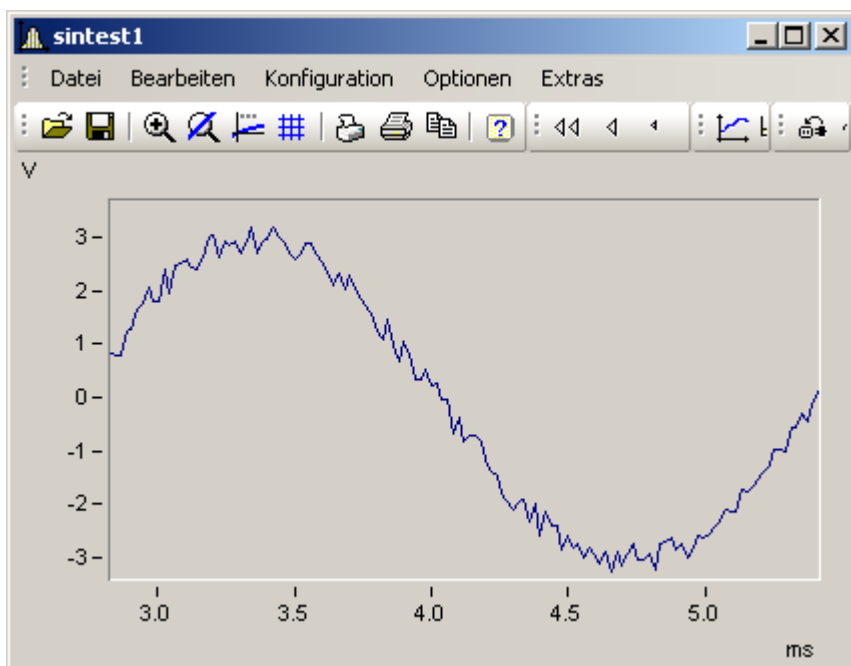 sintest1
Datei Bearbeiten Konfiguration Optionen Extras
V
3
2
1
0
-1
-2
-3
3.0 3.5 4.0 4.5 5.0
ms